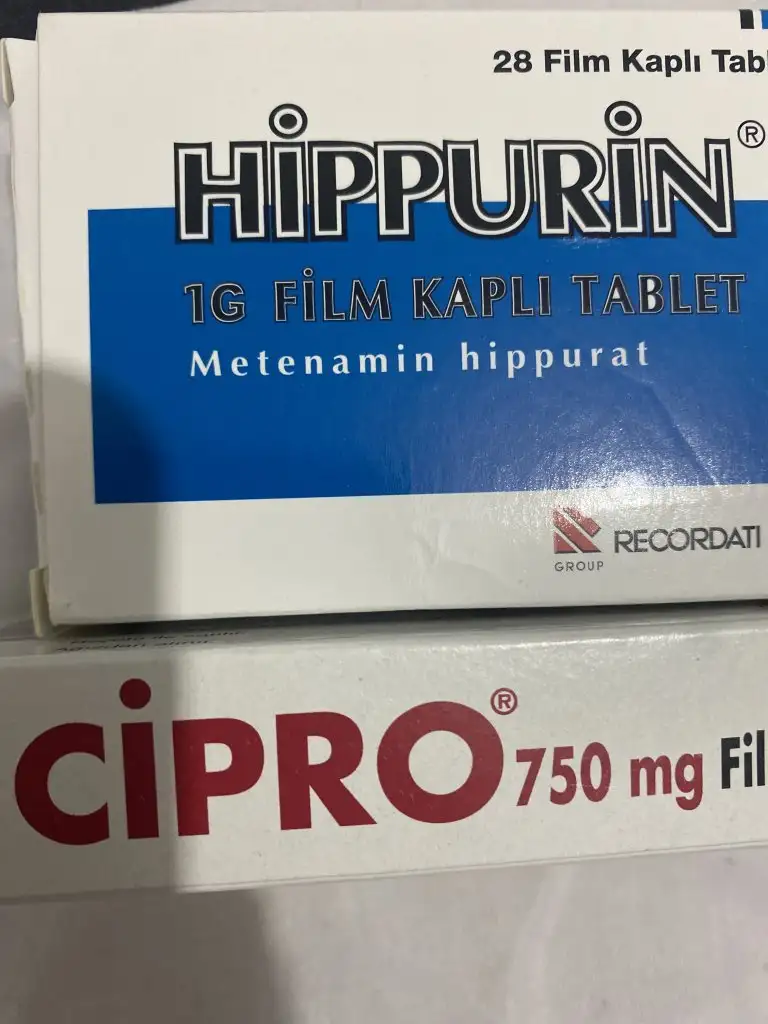 28 Film Kaplı Tabl
HİPPURİN®
1G FİLM KAPLI TABLET
Metenamin hippurat
RECORDATI
GROUP
CİPRO® 750 mg Fil